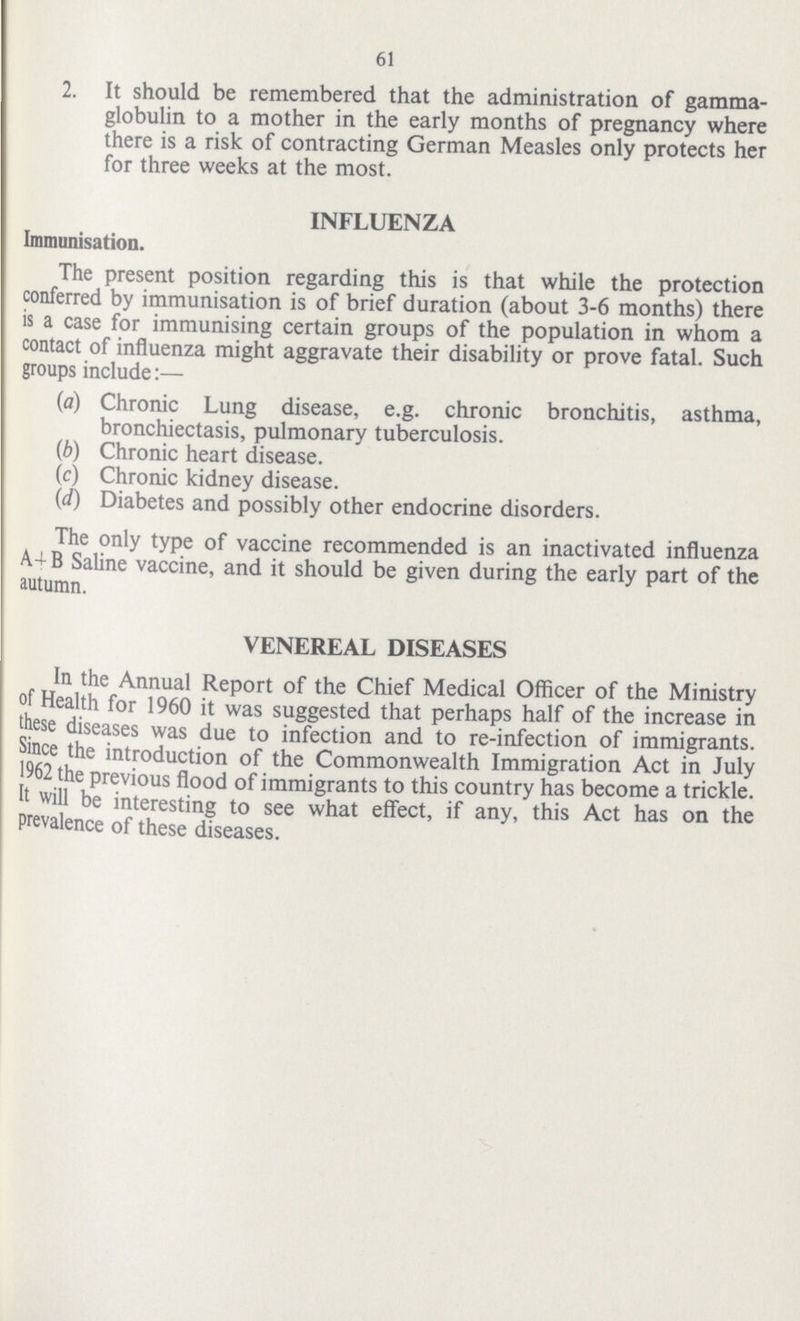 61
2. It should be remembered that the administration of gamma-
globulin to a mother in the early months of pregnancy where
there is a risk of contracting German Measles only protects her
for three weeks at the most.
INFLUENZA
Immunisation.
The present position regarding this is that while the protection
conferred by immunisation is of brief duration (about 3-6 months) there
is a case for immunising certain groups of the population in whom a
contact of influenza might aggravate their disability or prove fatal. Such
groups include:—
(a) Chronic Lung disease, e.g. chronic bronchitis, asthma,
bronchiectasis, pulmonary tuberculosis.
(b) Chronic heart disease.
(c) Chronic kidney disease.
(d) Diabetes and possibly other endocrine disorders.
The only type of vaccine recommended is an inactivated influenza
A+B Saline vaccine, and it should be given during the early part of the
autumn.
VENEREAL DISEASES
In the Annual Report of the Chief Medical Officer of the Ministry
of Health for 1960 it was suggested that perhaps half of the increase in
these diseases was due to infection and to re-infection of immigrants.
Since the introduction of the Commonwealth Immigration Act in July
1962 the previous flood of immigrants to this country has become a trickle.
It will be interesting to see what effect, if any, this Act has on the
prevalence of these diseases.